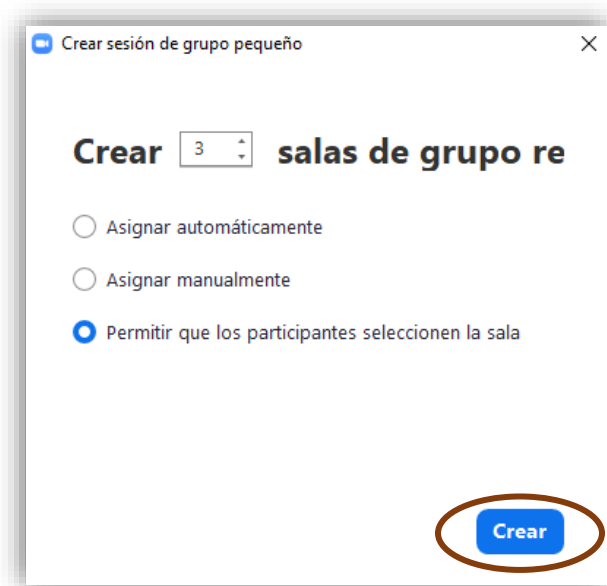 Crear sesión de grupo pequeño
Crear 3 salas de grupo re
Asignar automáticamente
Asignar manualmente
Permitir que los participantes seleccionen la sala
Crear